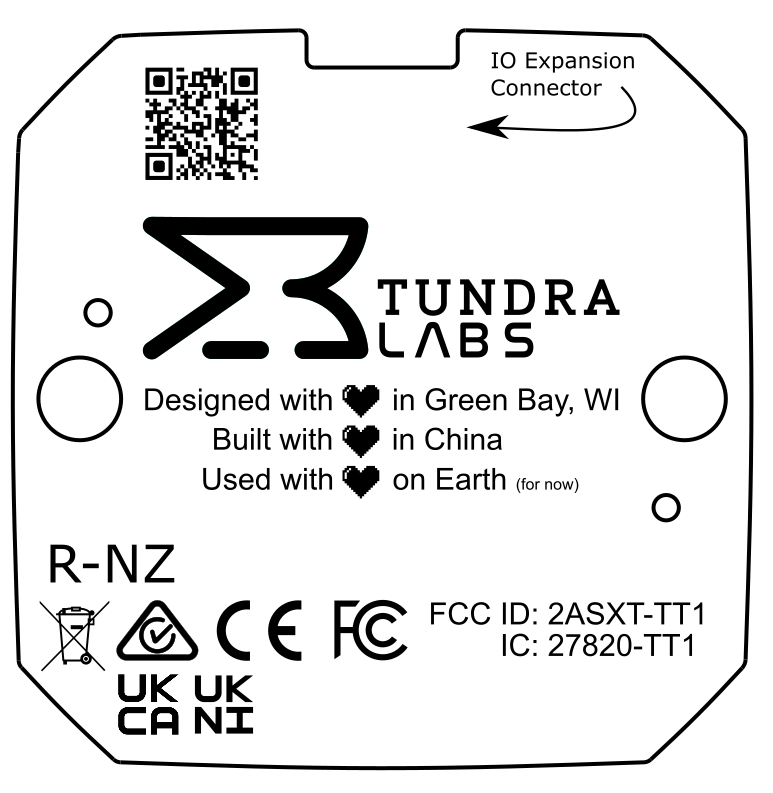 IO Expansion
Connector
TUNDRA
LABS
Designed with in Green Bay, WI
Built with in China
Used with on Earth (for now)
R-NZ
CE FC FCC ID: 2ASXT-TT1
IC: 27820-TT1
UK UK
CA NI